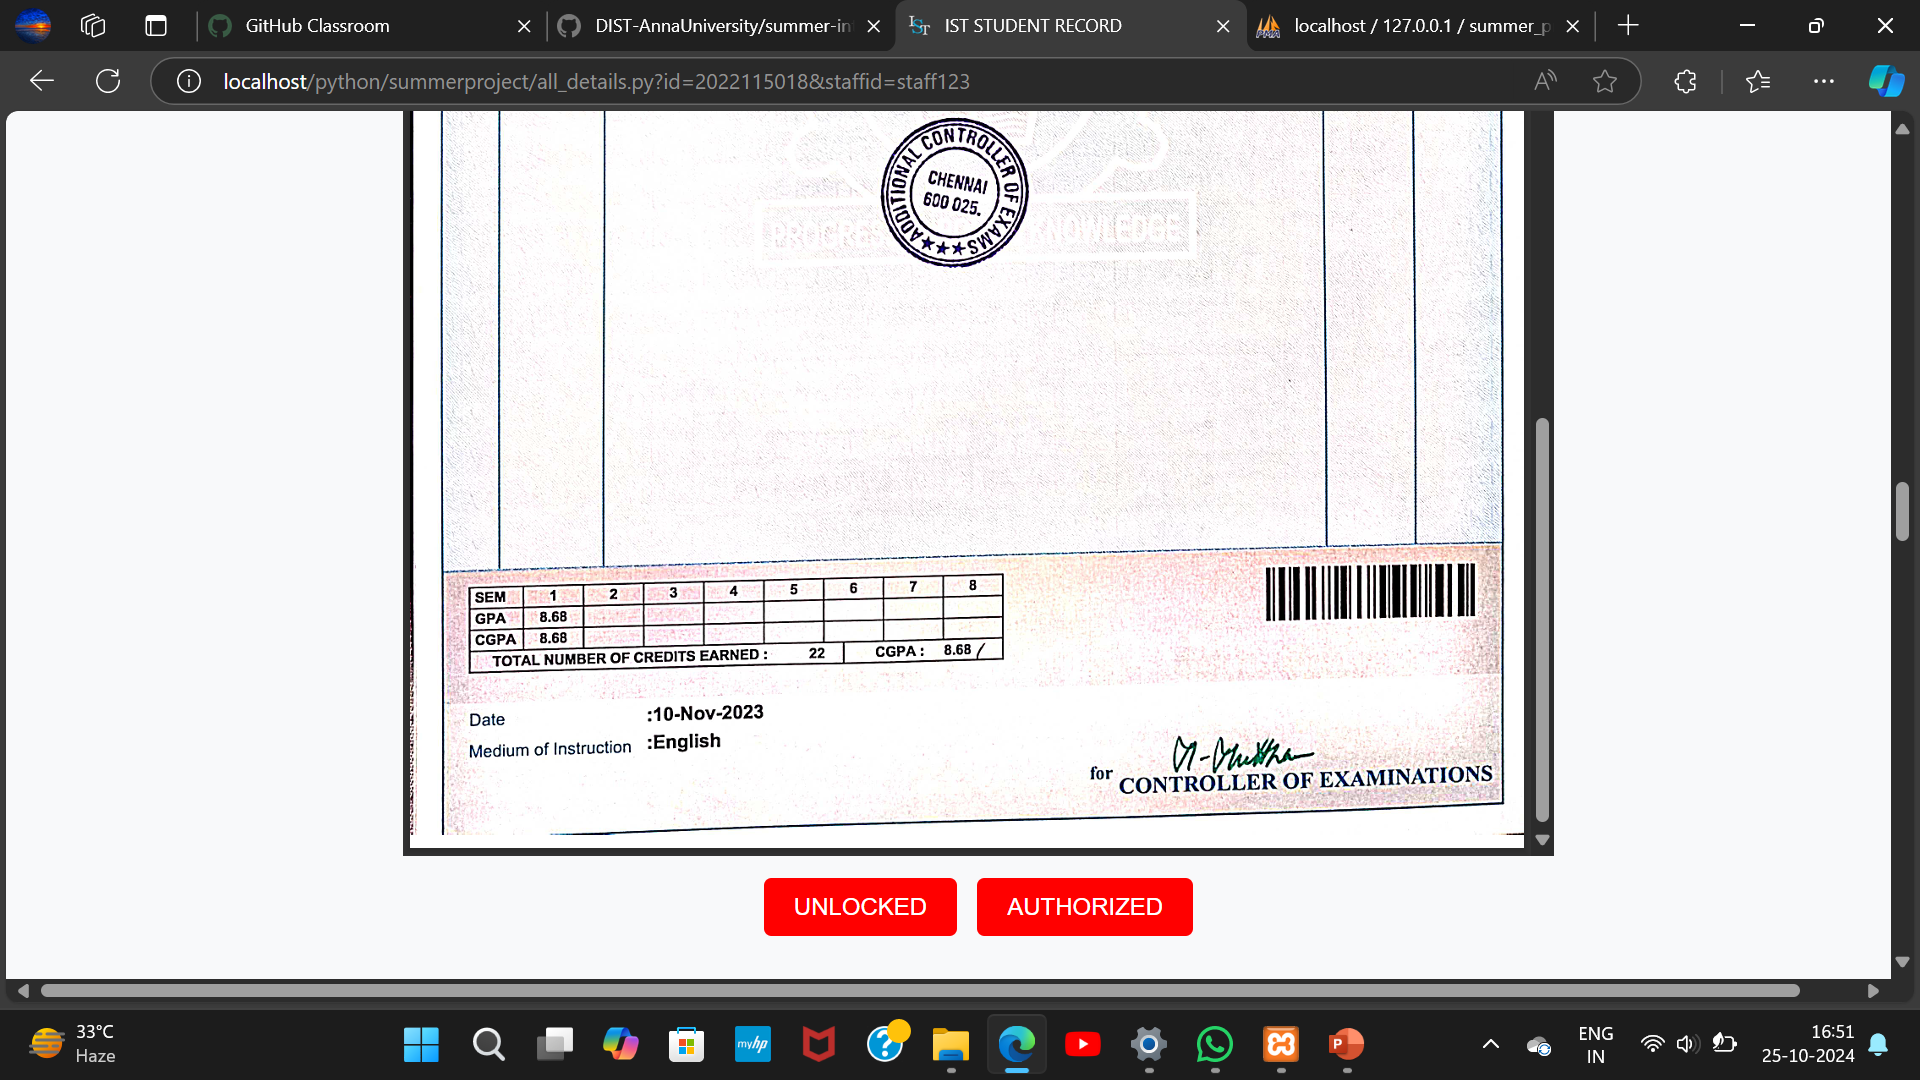 GitHub Classroom
DIST-AnnaUniversity/summer-in
IST STUDENT RECORD
localhost / 127.0.0.1 / summer_p
localhost/python/summerproject/all_details.py?id=2022115018&staffid=staff123
ADDITIONAL CONTROLLER OF EXAMS
CHENNAI
600 025.
KNOWLEDGE
SEM 1 2 3 4 5 6 7 8
GPA 8.68
CGPA 8.68
TOTAL NUMBER OF CREDITS EARNED : 22 CGPA : 8.68 /
Date :10-Nov-2023
Medium of Instruction :English
for CONTROLLER OF EXAMINATIONS
UNLOCKED AUTHORIZED
33°C
Haze
myhp
ENG
IN
16:51
25-10-2024